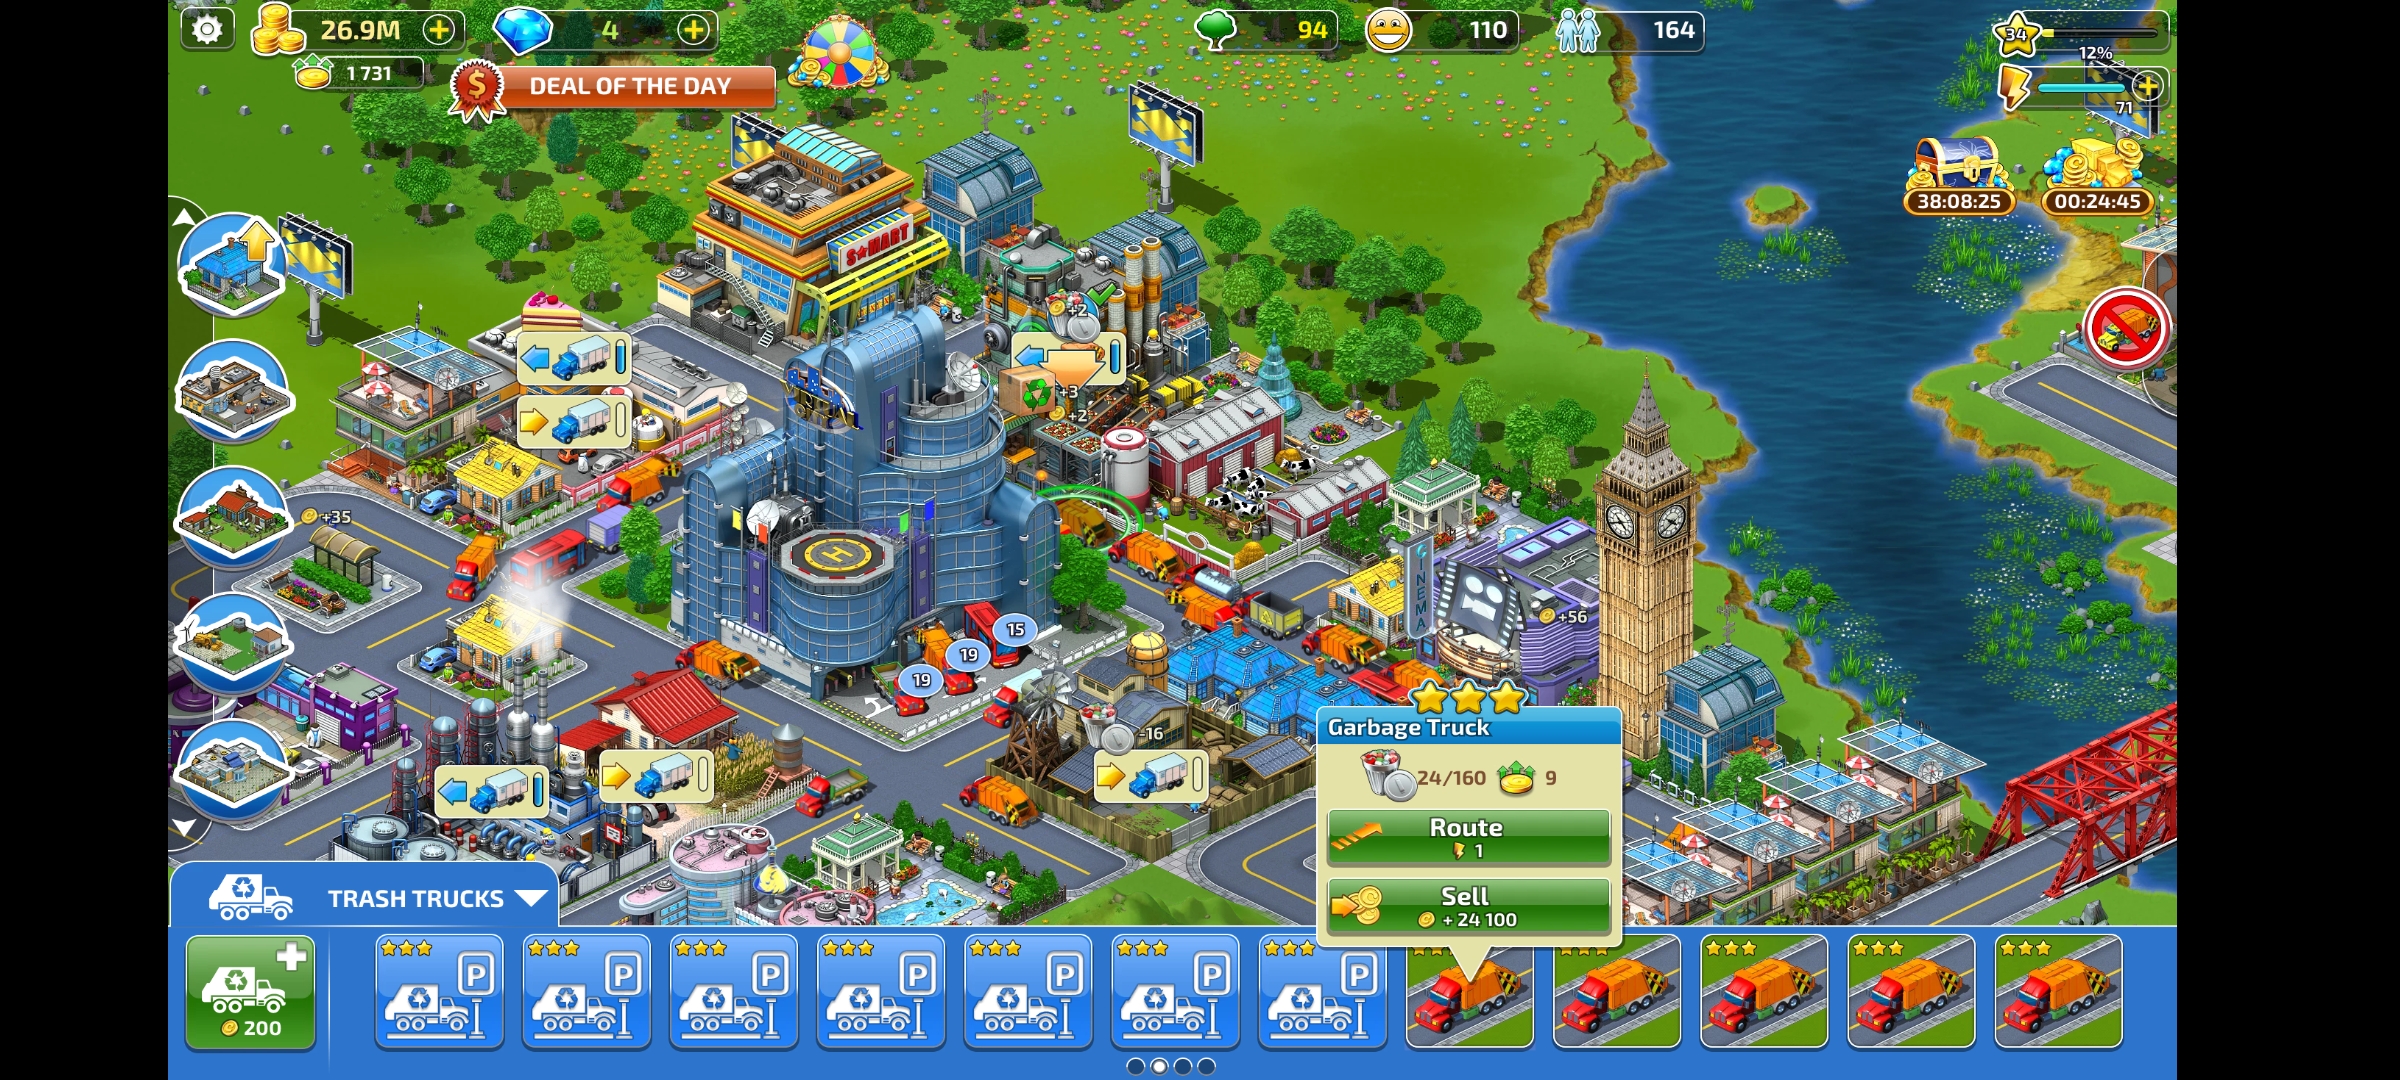 26.9M
4
94
110
164
34
12%
1 731
DEAL OF THE DAY
71
38:08:25
00:24:45
S★MART
+2
+3
+2
+35
CINEMA
+56
15
19
19
-16
Garbage Truck
24/160
9
Route
1
Sell
+ 24 100
TRASH TRUCKS
200
P
P
P
P
P
P
P
H